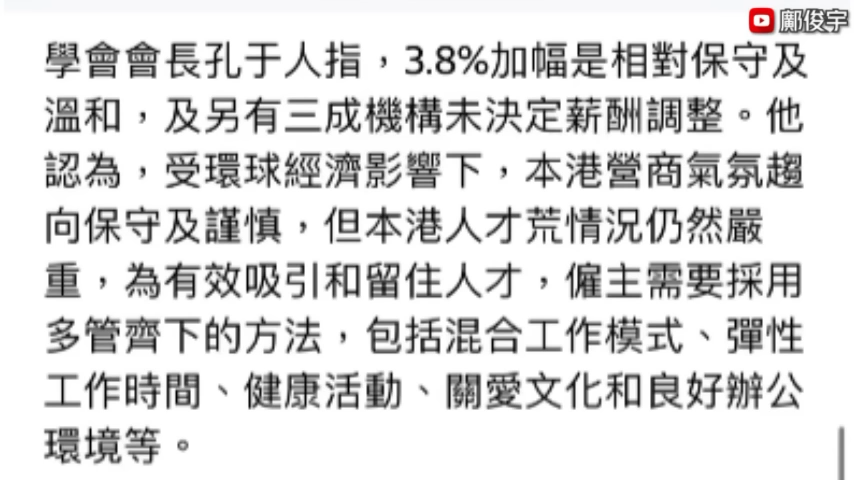 鄺俊宇
學會會長孔于人指，3.8%加幅是相對保守及
溫和，及另有三成機構未決定薪酬調整。他
認為，受環球經濟影響下，本港營商氣氛趨
向保守及謹慎，但本港人才荒情況仍然嚴
重，為有效吸引和留住人才，僱主需要採用
多管齊下的方法，包括混合工作模式、彈性
工作時間、健康活動、關愛文化和良好辦公
環境等。